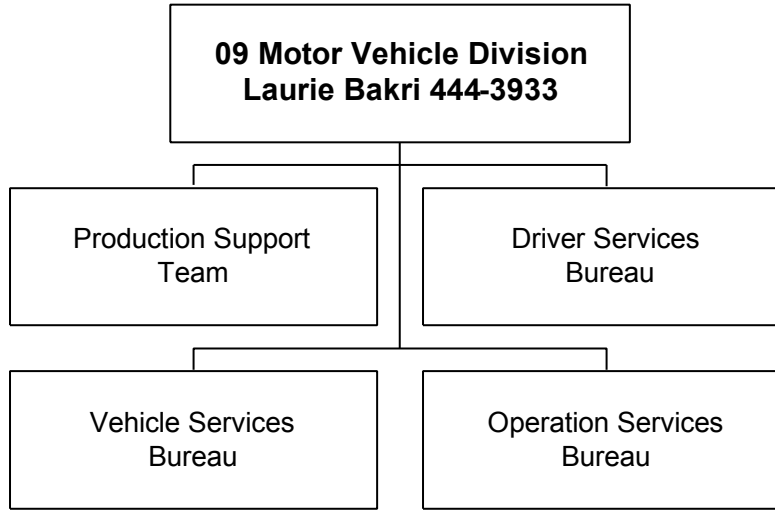 09 Motor Vehicle Division
Laurie Bakri 444-3933
Production Support
Team
Driver Services
Bureau
Vehicle Services
Bureau
Operation Services
Bureau